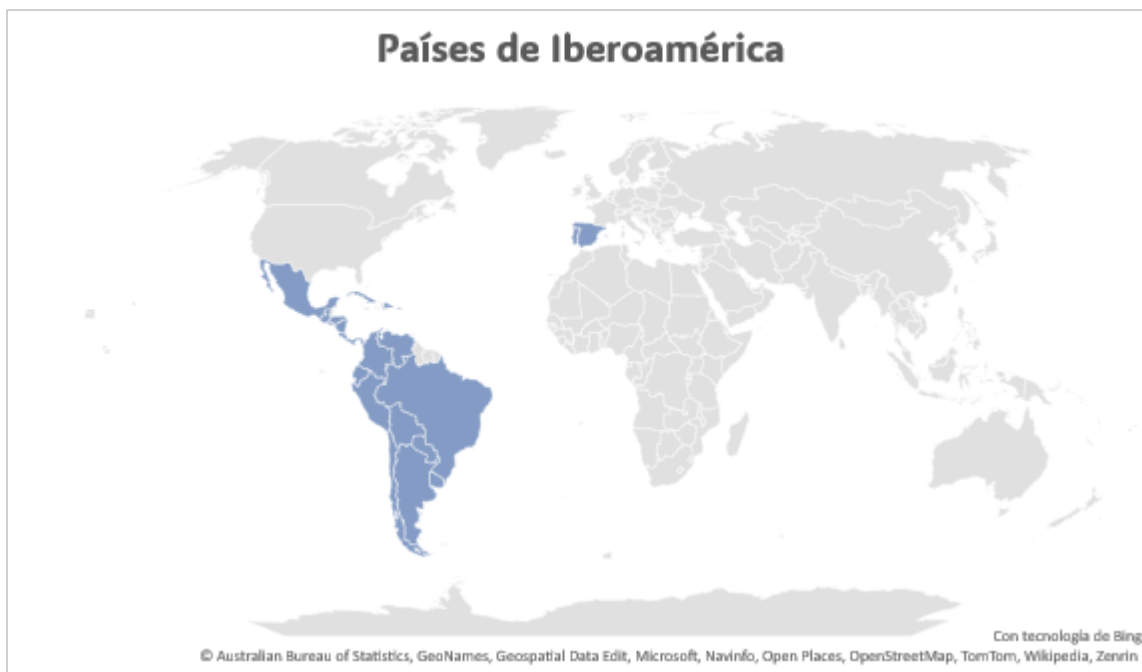 Países de Iberoamérica
Con tecnología de Bing
© Australian Bureau of Statistics, GeoNames, Geospatial Data Edit, Microsoft, Navinfo, Open Places, OpenStreetMap, TomTom, Wikipedia, Zenrin